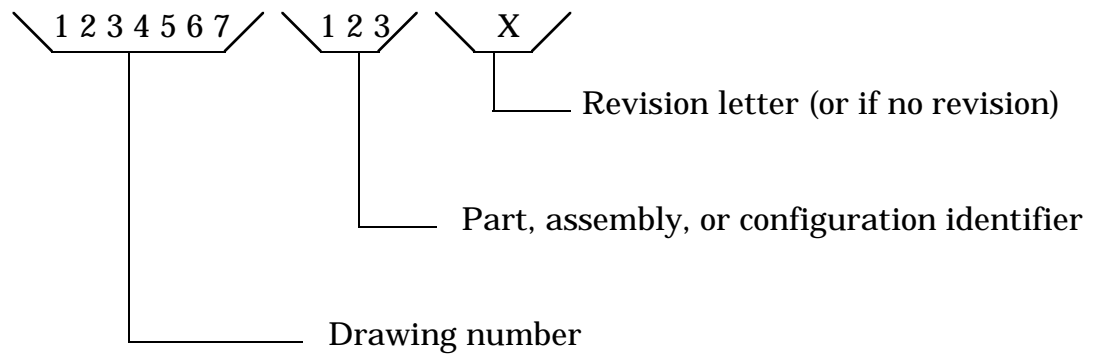 1 2 3 4 5 6 7 1 2 3 X
Revision letter (or if no revision)
Part, assembly, or configuration identifier
Drawing number